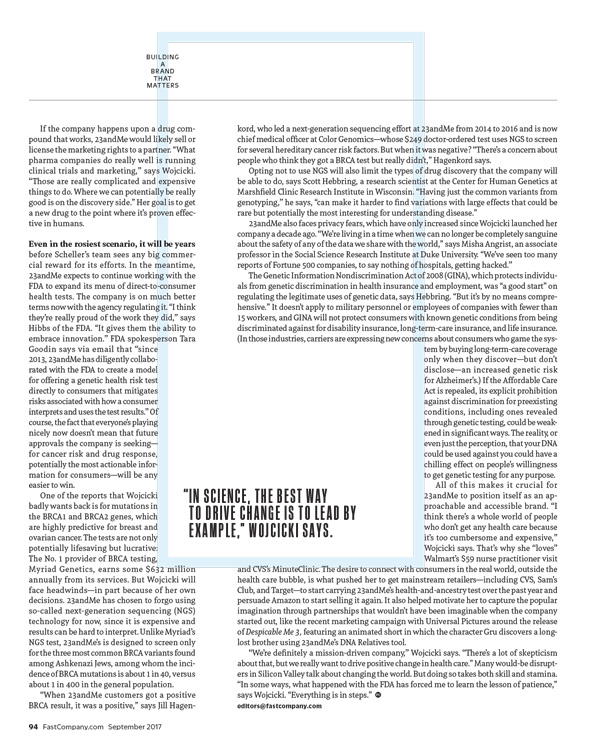 BUILDING
A
BRAND
THAT
MATTERS
If the company happens upon a drug com-
pound that works, 23andMe would likely sell or
license the marketing rights to a partner. "What
pharma companies do really well is running
clinical trials and marketing," says Wojcicki.
"Those are really complicated and expensive
things to do. Where we can potentially be really
good is on the discovery side." Her goal is to get
a new drug to the point where it's proven effec-
tive in humans.
Even in the rosiest scenario, it will be years
before Scheller's team sees any big commer-
cial reward for its efforts. In the meantime,
23andMe expects to continue working with the
FDA to expand its menu of direct-to-consumer
health tests. The company is on much better
terms now with the agency regulating it. "I think
they're really proud of the work they did," says
Hibbs of the FDA. "It gives them the ability to
embrace innovation." FDA spokesperson Tara
Goodin says via email that "since
2013, 23andMe has diligently collabo-
rated with the FDA to create a model
for offering a genetic health risk test
directly to consumers that mitigates
risks associated with how a consumer
interprets and uses the test results." Of
course, the fact that everyone's playing
nicely now doesn't mean that future
approvals the company is seeking—
for cancer risk and drug response,
potentially the most actionable infor-
mation for consumers—will be any
easier to win.
One of the reports that Wojcicki
badly wants back is for mutations in
the BRCA1 and BRCA2 genes, which
are highly predictive for breast and
ovarian cancer. The tests are not only
potentially lifesaving but lucrative:
The No. 1 provider of BRCA testing,
Myriad Genetics, earns some $632 million
annually from its services. But Wojcicki will
face headwinds—in part because of her own
decisions. 23andMe has chosen to forgo using
so-called next-generation sequencing (NGS)
technology for now, since it is expensive and
results can be hard to interpret. Unlike Myriad's
NGS test, 23andMe's is designed to screen only
for the three most common BRCA variants found
among Ashkenazi Jews, among whom the inci-
dence of BRCA mutations is about 1 in 40, versus
about 1 in 400 in the general population.
"When 23andMe customers got a positive
BRCA result, it was a positive," says Jill Hagen-
kord, who led a next-generation sequencing effort at 23andMe from 2014 to 2016 and is now
chief medical officer at Color Genomics—whose $249 doctor-ordered test uses NGS to screen
for several hereditary cancer risk factors. But when it was negative? "There's a concern about
people who think they got a BRCA test but really didn't," Hagenkord says.
Opting not to use NGS will also limit the types of drug discovery that the company will
be able to do, says Scott Hebbring, a research scientist at the Center for Human Genetics at
Marshfield Clinic Research Institute in Wisconsin. "Having just the common variants from
genotyping," he says, "can make it harder to find variations with large effects that could be
rare but potentially the most interesting for understanding disease."
23andMe also faces privacy fears, which have only increased since Wojcicki launched her
company a decade ago. "We're living in a time when we can no longer be completely sanguine
about the safety of any of the data we share with the world," says Misha Angrist, an associate
professor in the Social Science Research Institute at Duke University. "We've seen too many
reports of Fortune 500 companies, to say nothing of hospitals, getting hacked."
The Genetic Information Nondiscrimination Act of 2008 (GINA), which protects individu-
als from genetic discrimination in health insurance and employment, was "a good start" on
regulating the legitimate uses of genetic data, says Hebbring. "But it's by no means compre-
hensive." It doesn't apply to military personnel or employees of companies with fewer than
15 workers, and GINA will not protect consumers with known genetic conditions from being
discriminated against for disability insurance, long-term-care insurance, and life insurance.
(In those industries, carriers are expressing new concerns about consumers who game the sys-
tem by buying long-term-care coverage
only when they discover—but don't
disclose—an increased genetic risk
for Alzheimer's.) If the Affordable Care
Act is repealed, its explicit prohibition
against discrimination for preexisting
conditions, including ones revealed
through genetic testing, could be weak-
ened in significant ways. The reality, or
even just the perception, that your DNA
could be used against you could have a
chilling effect on people's willingness
to get genetic testing for any purpose.
All of this makes it crucial for
23andMe to position itself as an ap-
proachable and accessible brand. "I
think there's a whole world of people
who don't get any health care because
it's too cumbersome and expensive,"
Wojcicki says. That's why she "loves"
Walmart's $59 nurse practitioner visit
and CVS's MinuteClinic. The desire to connect with consumers in the real world, outside the
health care bubble, is what pushed her to get mainstream retailers—including CVS, Sam's
Club, and Target—to start carrying 23andMe's health-and-ancestry test over the past year and
persuade Amazon to start selling it again. It also helped motivate her to capture the popular
imagination through partnerships that wouldn't have been imaginable when the company
started out, like the recent marketing campaign with Universal Pictures around the release
of Despicable Me 3, featuring an animated short in which the character Gru discovers a long-
lost brother using 23andMe's DNA Relatives tool.
"We're definitely a mission-driven company," Wojcicki says. "There's a lot of skepticism
about that, but we really want to drive positive change in health care." Many would-be disrupt-
ers in Silicon Valley talk about changing the world. But doing so takes both skill and stamina.
"In some ways, what happened with the FDA has forced me to learn the lesson of patience,"
says Wojcicki. "Everything is in steps."
editors@fastcompany.com
"IN SCIENCE, THE BEST WAY
TO DRIVE CHANGE IS TO LEAD BY
EXAMPLE," WOJCICKI SAYS.
94 FastCompany.com September 2017